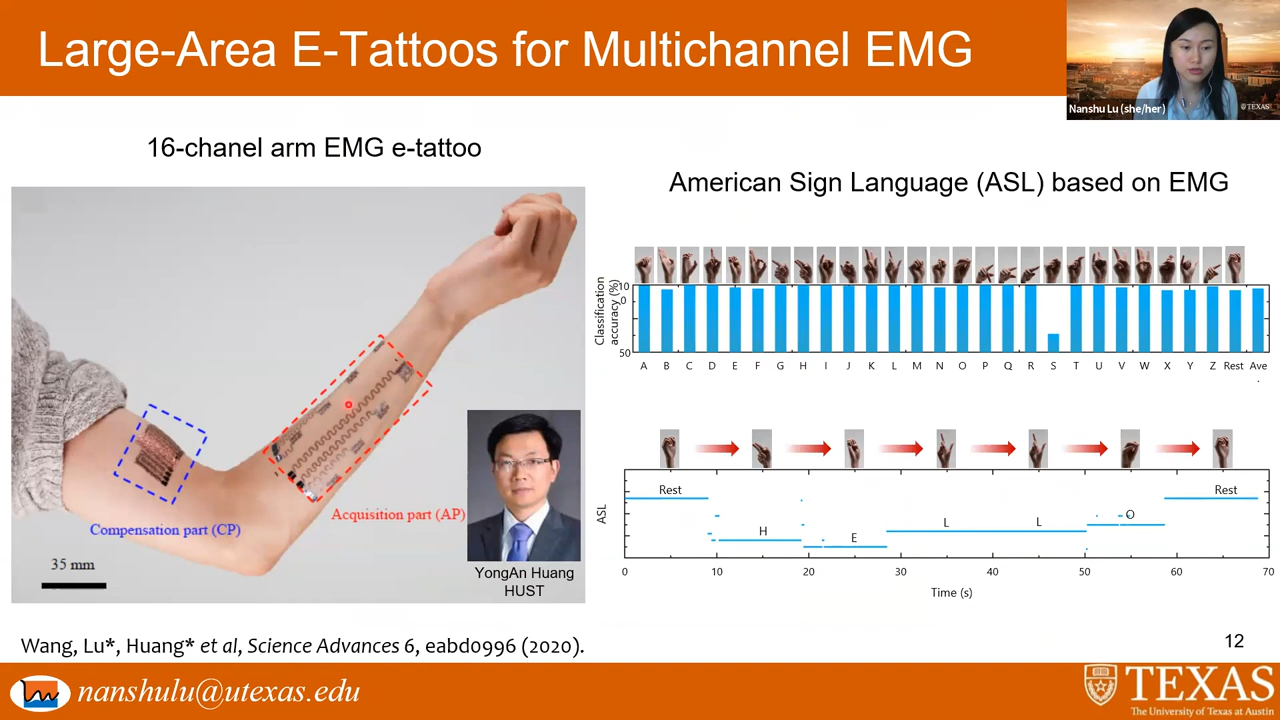 Large-Area E-Tattoos for Multichannel EMG
Nanshu Lu (she/her)
TEXAS
16-chanel arm EMG e-tattoo
American Sign Language (ASL) based on EMG
Compensation part (CP)
Acquisition part (AP)
35 mm
YongAn Huang
HUST
Classification
accuracy (%)
10
0
50
A B C D E F G H I J K L M N O P Q R S T U V W X Y Z Rest Ave
.
ASL
Rest
H
E
L
L
O
Rest
0 10 20 30 40 50 60 70
Time (s)
Wang, Lu*, Huang* et al, Science Advances 6, eabd0996 (2020).
12
nanshulu@utexas.edu
TEXAS
The University of Texas at Austin